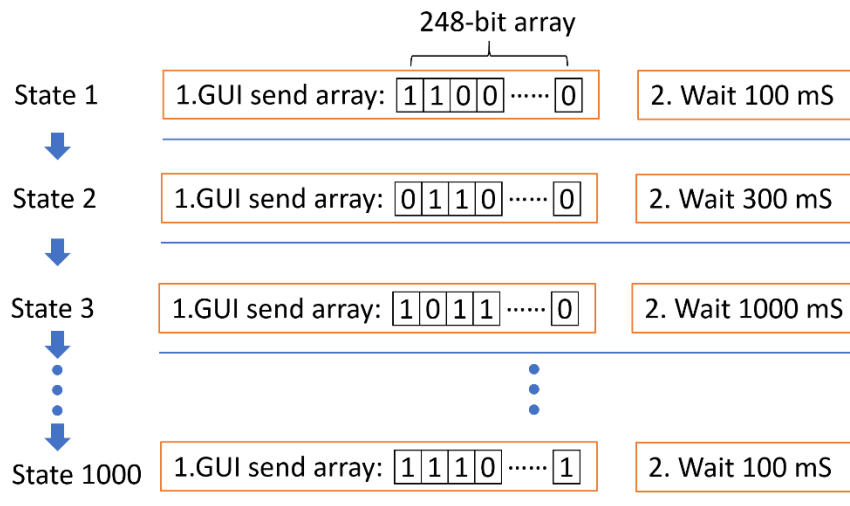 248-bit array
State 1 1.GUI send array: 1 1 0 0 ······ 0 2. Wait 100 mS
State 2 1.GUI send array: 0 1 1 0 ······ 0 2. Wait 300 mS
State 3 1.GUI send array: 1 0 1 1 ······ 0 2. Wait 1000 mS
State 1000 1.GUI send array: 1 1 1 0 ······ 1 2. Wait 100 mS